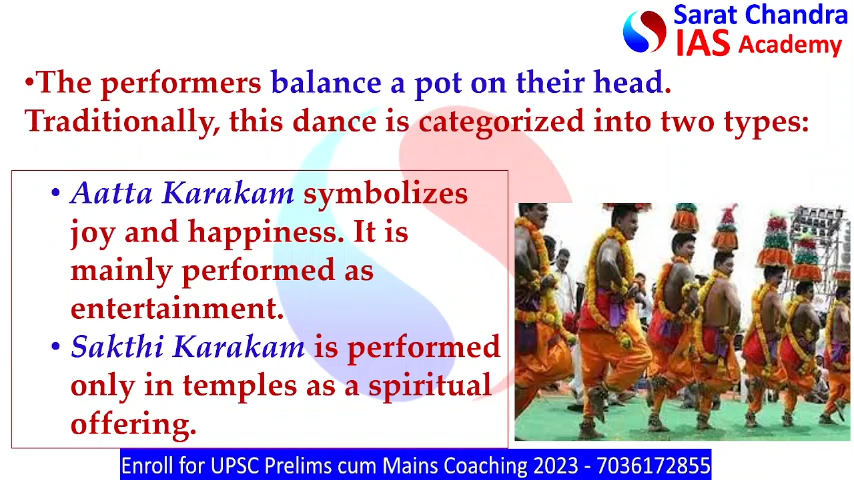 Sarat Chandra
IAS Academy
•The performers balance a pot on their head.
Traditionally, this dance is categorized into two types:
• Aatta Karakam symbolizes
joy and happiness. It is
mainly performed as
entertainment.
• Sakthi Karakam is performed
only in temples as a spiritual
offering.
Enroll for UPSC Prelims cum Mains Coaching 2023 - 7036172855